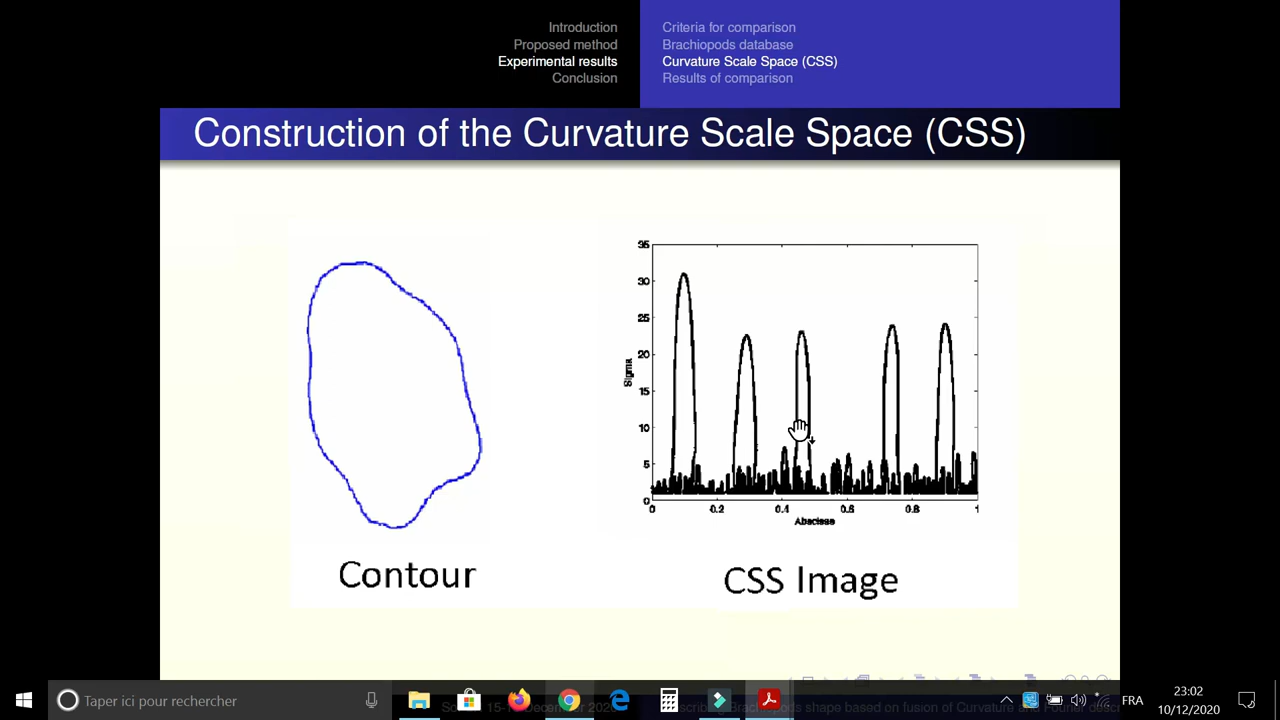 Introduction
Proposed method
Experimental results
Conclusion
Criteria for comparison
Brachiopods database
Curvature Scale Space (CSS)
Results of comparison
Construction of the Curvature Scale Space (CSS)
35
30
25
20
15
10
5
0
Sigma
0 0.2 0.4 0.6 0.8 1
Abscisse
Contour
CSS Image
Taper ici pour rechercher
FRA
23:02
10/12/2020